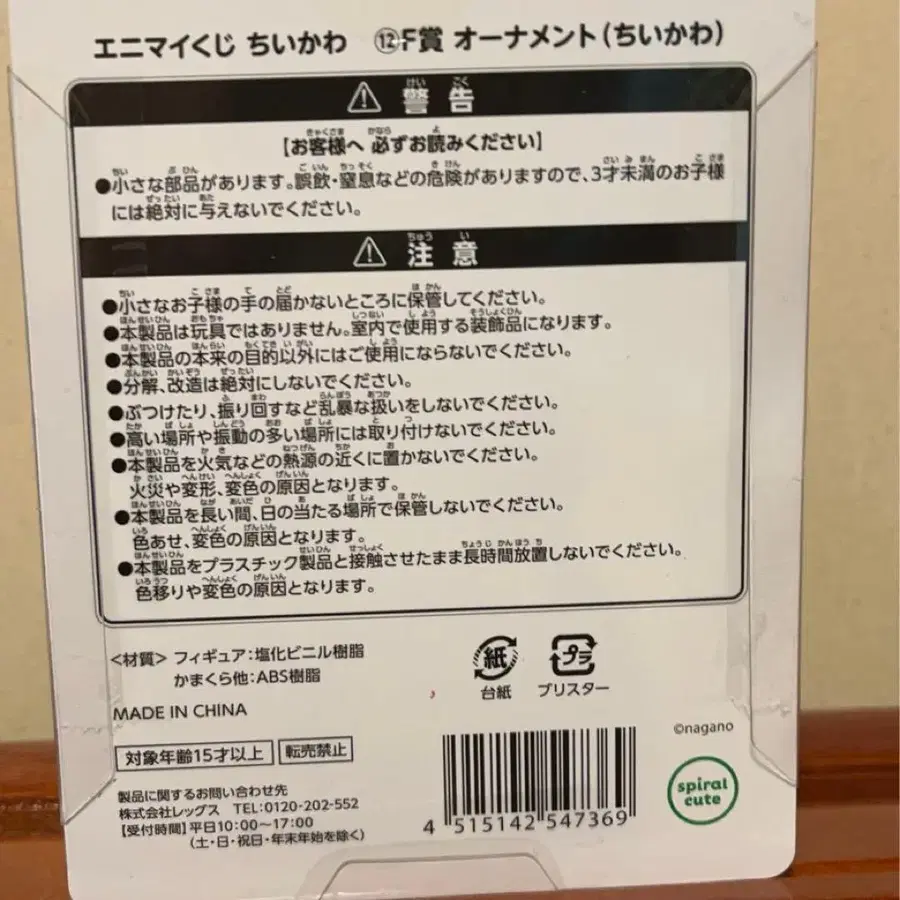 エニマイくじ ちいかわ ⑫F賞 オーナメント(ちいかわ)
⚠ 警告
【お客様へ 必ずお読みください】
●小さな部品があります。誤飲・窒息などの危険がありますので、3才未満のお子様
には絶対に与えないでください。
⚠ 注意
●小さなお子様の手の届かないところに保管してください。
●本製品は玩具ではありません。室内で使用する装飾品になります。
●本製品の本来の目的以外にはご使用にならないでください。
●分解、改造は絶対にしないでください。
●ぶつけたり、振り回すなど乱暴な扱いをしないでください。
●高い場所や振動の多い場所には取り付けないでください。
●本製品を火気などの熱源の近くに置かないでください。
火災や変形、変色の原因となります。
●本製品を長い間、日の当たる場所で保管しないでください。
色あせ、変色の原因となります。
●本製品をプラスチック製品と接触させたまま長時間放置しないでください。
色移りや変色の原因となります。
<材質> フィギュア:塩化ビニル樹脂
かまくら他:ABS樹脂
紙
台紙
プラ
ブリスター
MADE IN CHINA
©nagano
対象年齢15才以上 転売禁止
製品に関するお問い合わせ先
株式会社レッグス TEL:0120-202-552
【受付時間】平日10:00〜17:00
(土・日・祝日・年末年始を除く)
4 515142 547369
spiral
cute